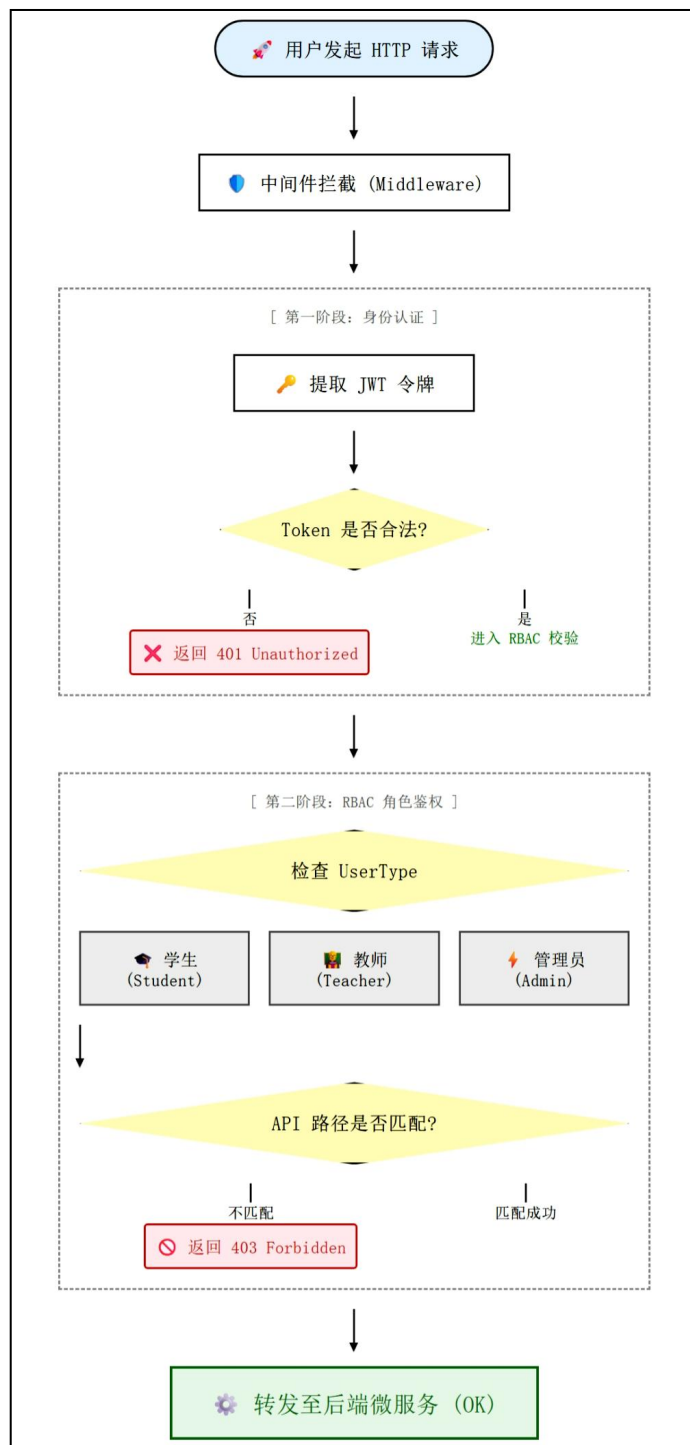 🚀 用户发起 HTTP 请求
🛡️ 中间件拦截 (Middleware)
[ 第一阶段: 身份认证 ]
🔑 提取 JWT 令牌
Token 是否合法?
否
是
❌ 返回 401 Unauthorized
进入 RBAC 校验
[ 第二阶段: RBAC 角色鉴权 ]
检查 UserType
🎓 学生
(Student)
👩‍🏫 教师
(Teacher)
⚡ 管理员
(Admin)
API 路径是否匹配?
不匹配
匹配成功
🚫 返回 403 Forbidden
⚙️ 转发至后端微服务 (OK)